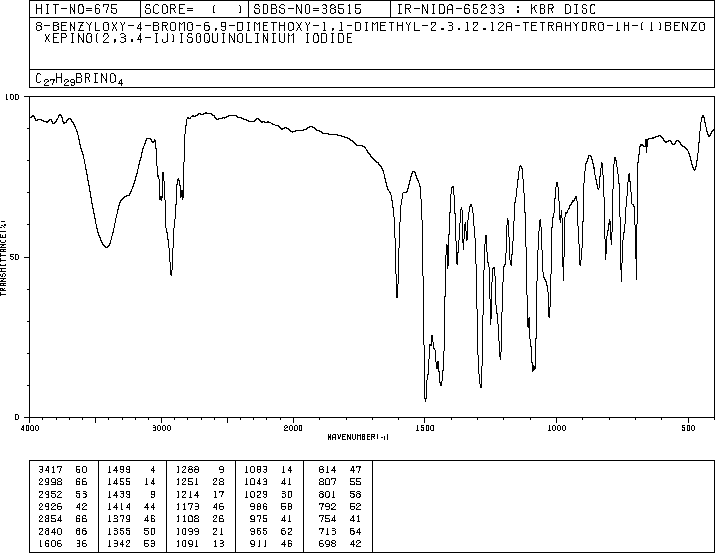 HIT-NO=675 SCORE= ( ) SDBS-NO=38515 IR-NIDA-65233 : KBR DISC
8-BENZYLOXY-4-BROMO-6,9-DIMETHOXY-1,1-DIMETHYL-2,3,12,12A-TETRAHYDRO-1H-(1)BENZO
XEPINO(2,3,4-IJ)ISOQUINOLINIUM IODIDE
C27H29BRINO4
100
TRANSMITTANCE(%)
50
0
4000 3000 2000 1500 1000 500
WAVENUMBER(-1)
3417 50 1499 4 1288 9 1083 14 814 47
2998 66 1455 14 1251 28 1043 41 807 55
2952 53 1439 9 1214 17 1029 30 801 58
2926 42 1414 44 1173 46 986 58 792 52
2854 66 1379 46 1108 26 975 41 754 41
2840 66 1355 50 1099 21 965 62 713 64
1606 36 1342 53 1091 13 911 46 698 42